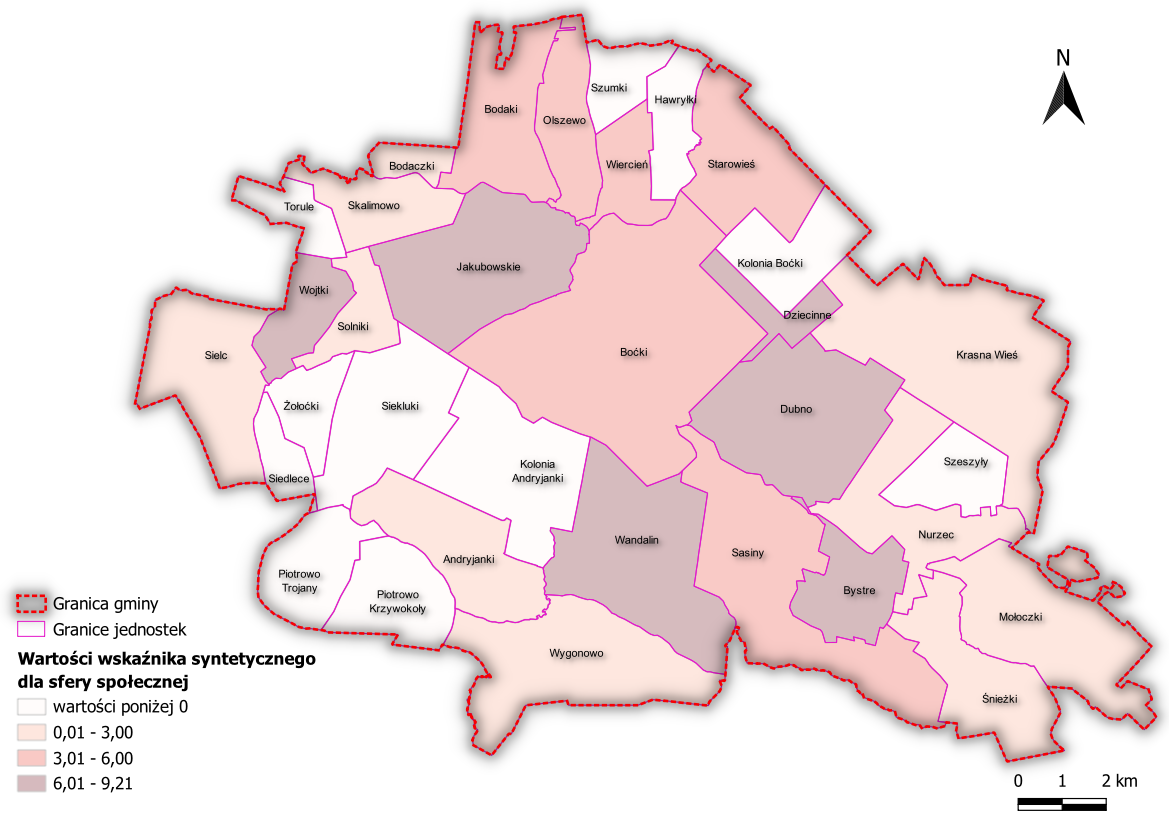 N
Szumki
Hawryłki
Bodaki
Olszewo
Wiercień
Starowieś
Bodaczki
Skalimowo
Torule
Jakubowskie
Kolonia Boćki
Wojtki
Dziecinne
Solniki
Sielc
Boćki
Krasna Wieś
Żołoćki
Siekluki
Dubno
Szeszyły
Kolonia
Andryjanki
Siedlece
Nurzec
Wandalin
Sasiny
Andryjanki
Piotrowo
Trojany
Piotrowo
Krzywokoły
Bystre
Mołoczki
Wygonowo
Śnieżki
Granica gminy
Granice jednostek
Wartości wskaźnika syntetycznego
dla sfery społecznej
wartości poniżej 0
0,01 - 3,00
3,01 - 6,00
6,01 - 9,21
0 1 2 km